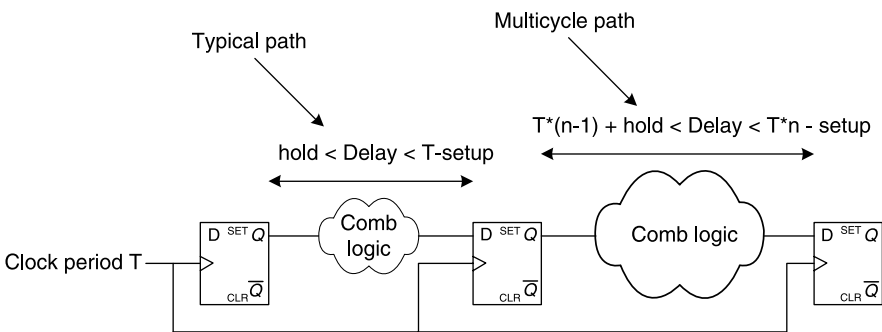 Typical path
Multicycle path
hold < Delay < T-setup
T*(n-1) + hold < Delay < T*n - setup
Clock period T
D SET Q
CLR Q̅
Comb
logic
D SET Q
CLR Q̅
Comb logic
D SET Q
CLR Q̅